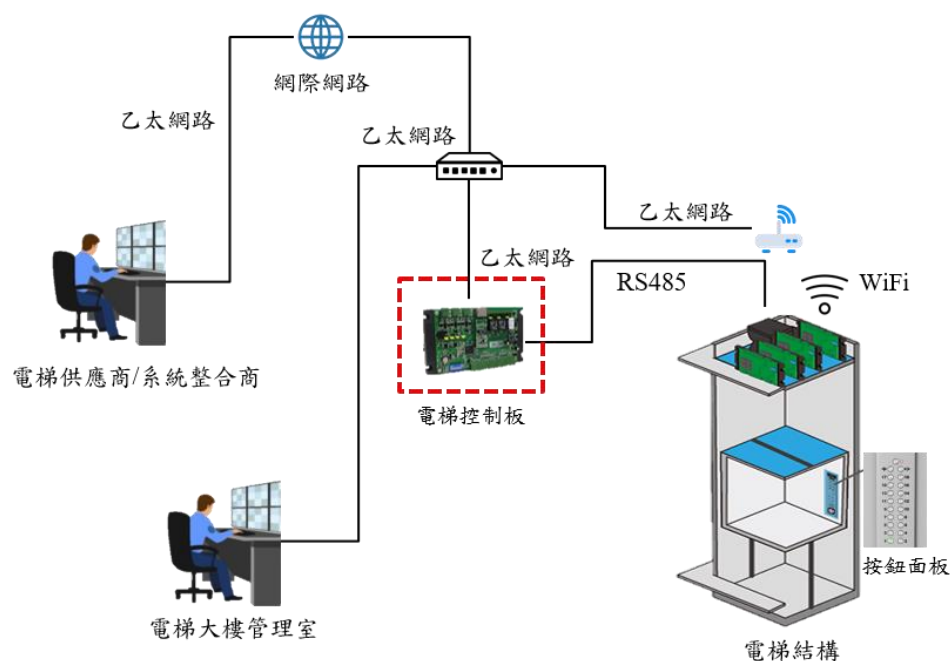 網際網路
乙太網路
乙太網路
乙太網路
乙太網路
RS485
WiFi
電梯供應商/系統整合商
電梯控制板
按鈕面板
電梯大樓管理室
電梯結構